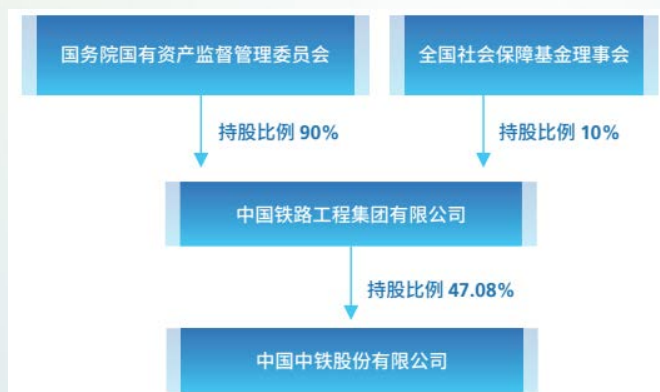 国务院国有资产监督管理委员会
全国社会保障基金理事会
持股比例 90%
持股比例 10%
中国铁路工程集团有限公司
持股比例 47.08%
中国中铁股份有限公司